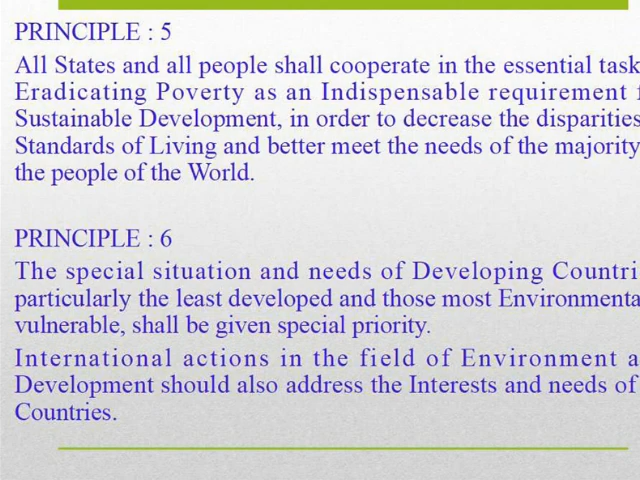 PRINCIPLE : 5
All States and all people shall cooperate in the essential task
Eradicating Poverty as an Indispensable requirement f
Sustainable Development, in order to decrease the disparities
Standards of Living and better meet the needs of the majority
the people of the World.
PRINCIPLE : 6
The special situation and needs of Developing Countri
particularly the least developed and those most Environmenta
vulnerable, shall be given special priority.
International actions in the field of Environment a
Development should also address the Interests and needs of
Countries.